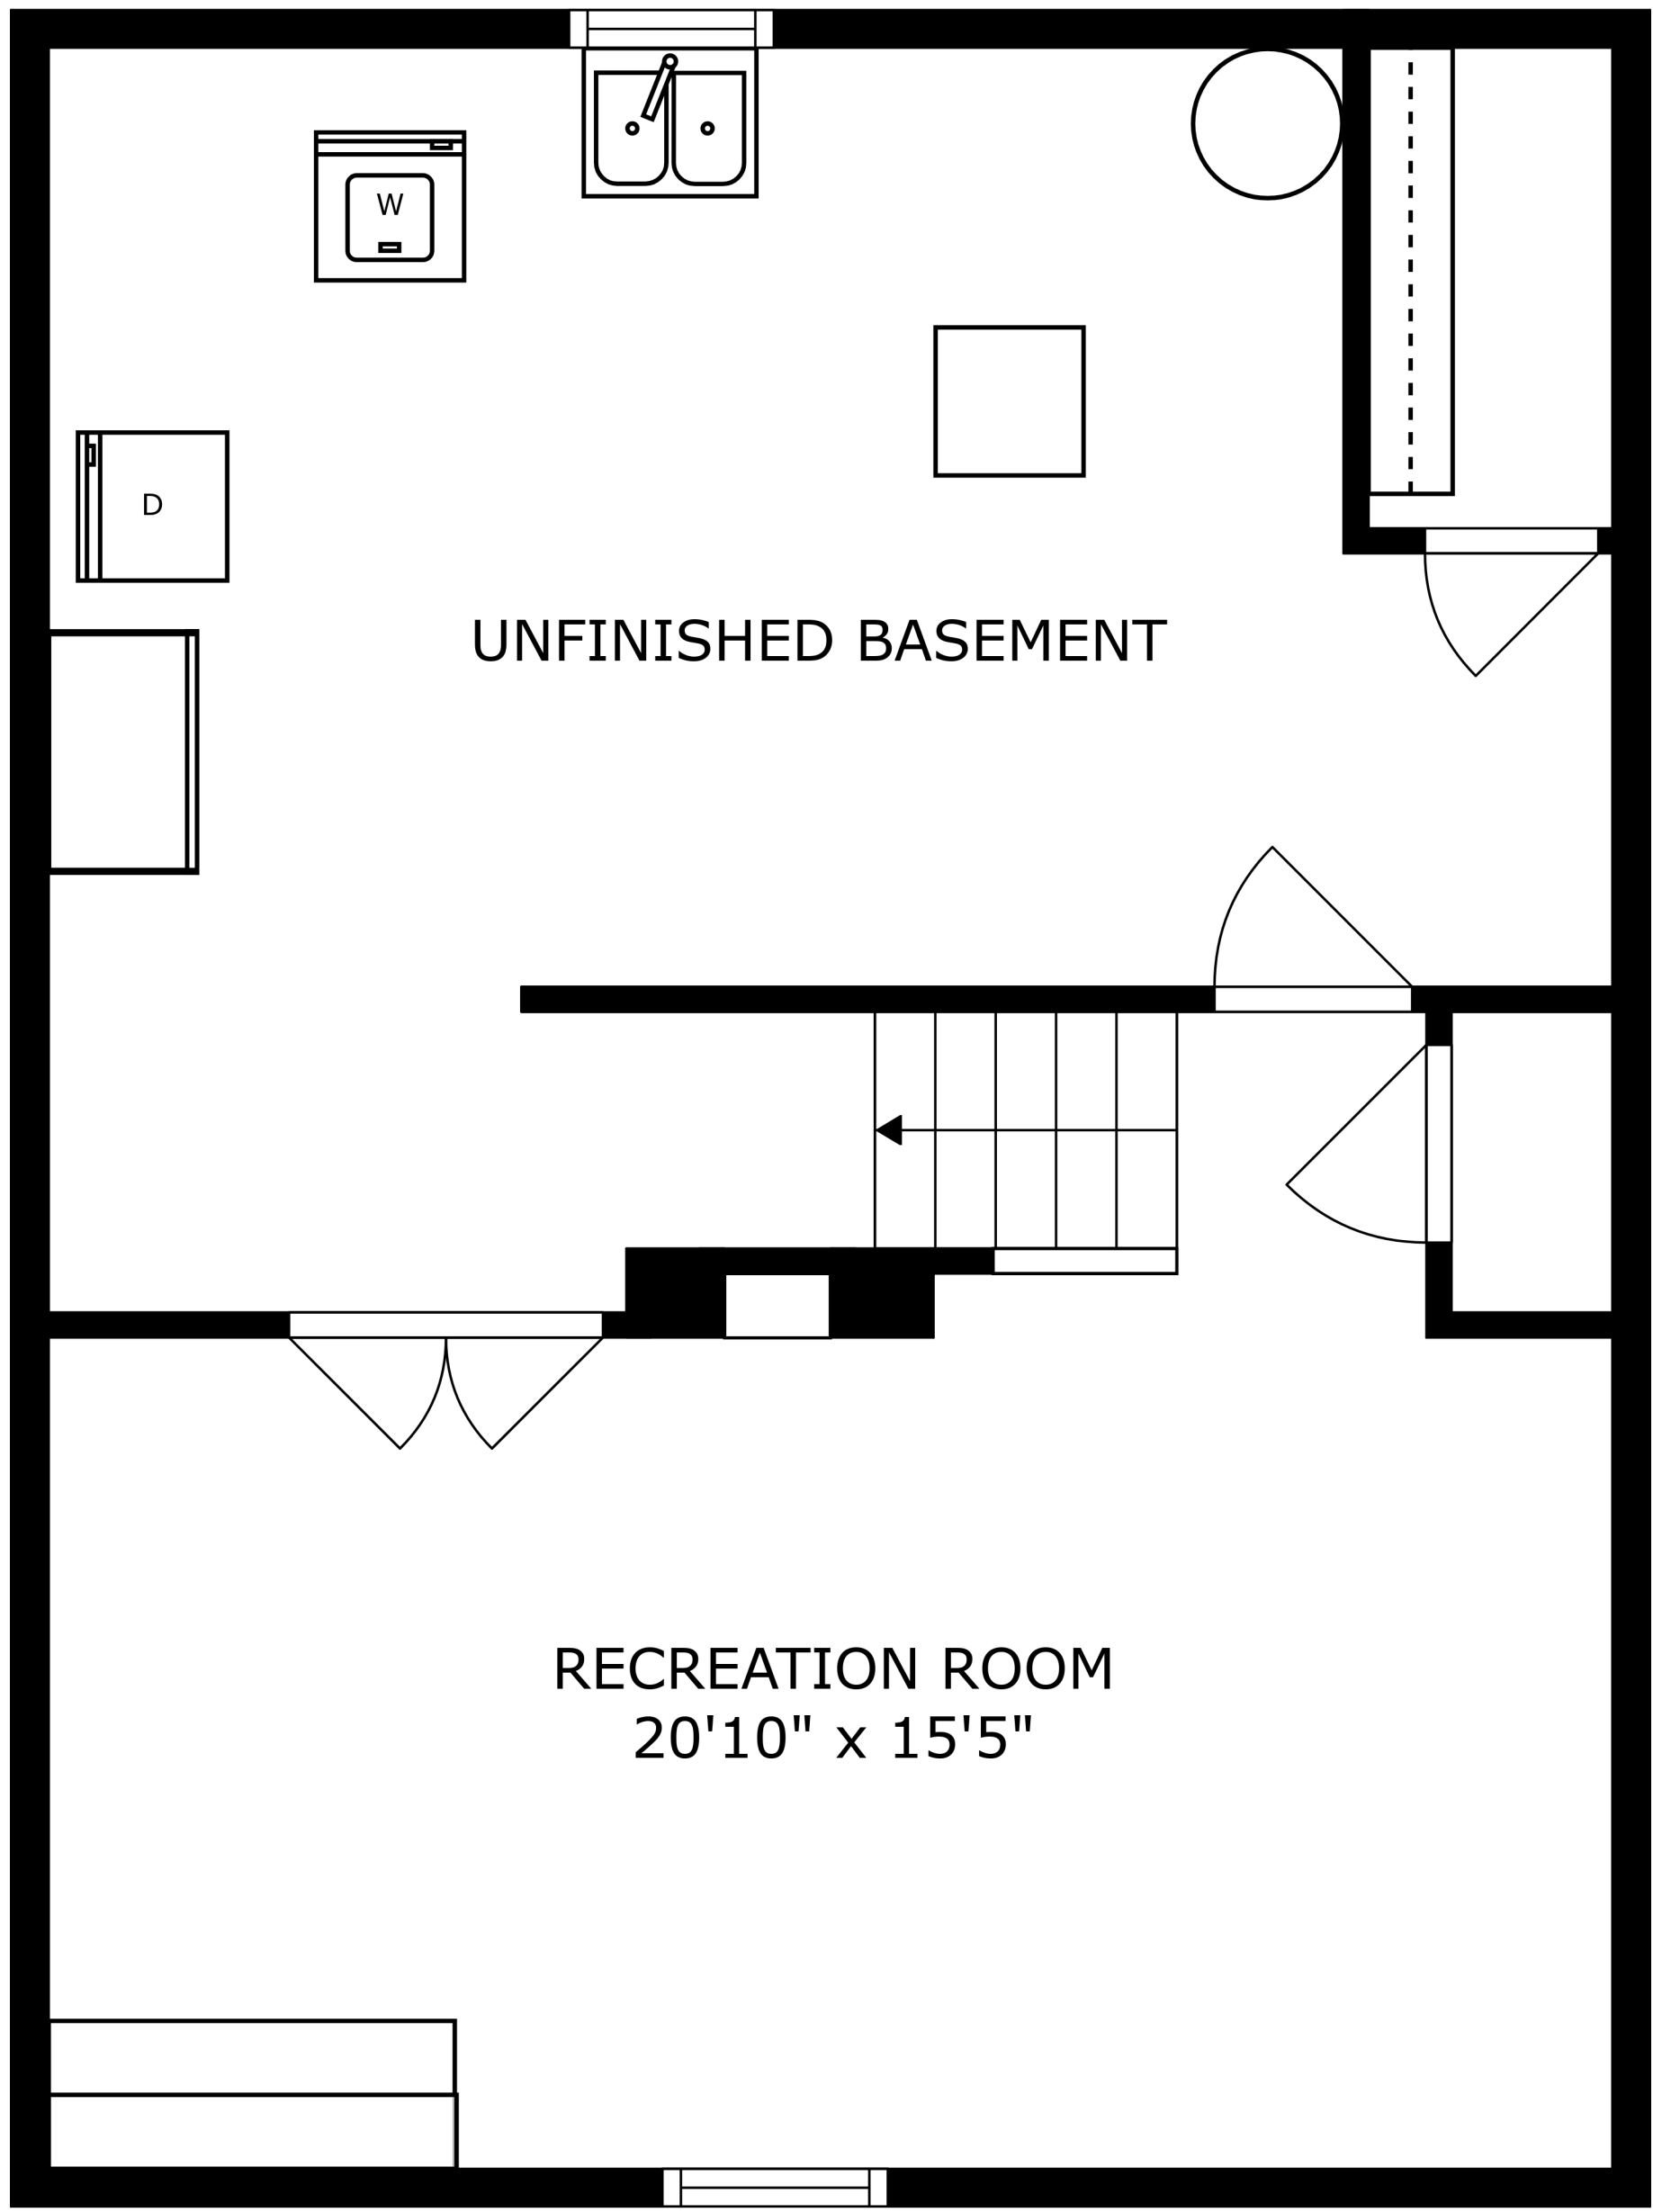 W
D
UNFINISHED BASEMENT
RECREATION ROOM
20'10" x 15'5"